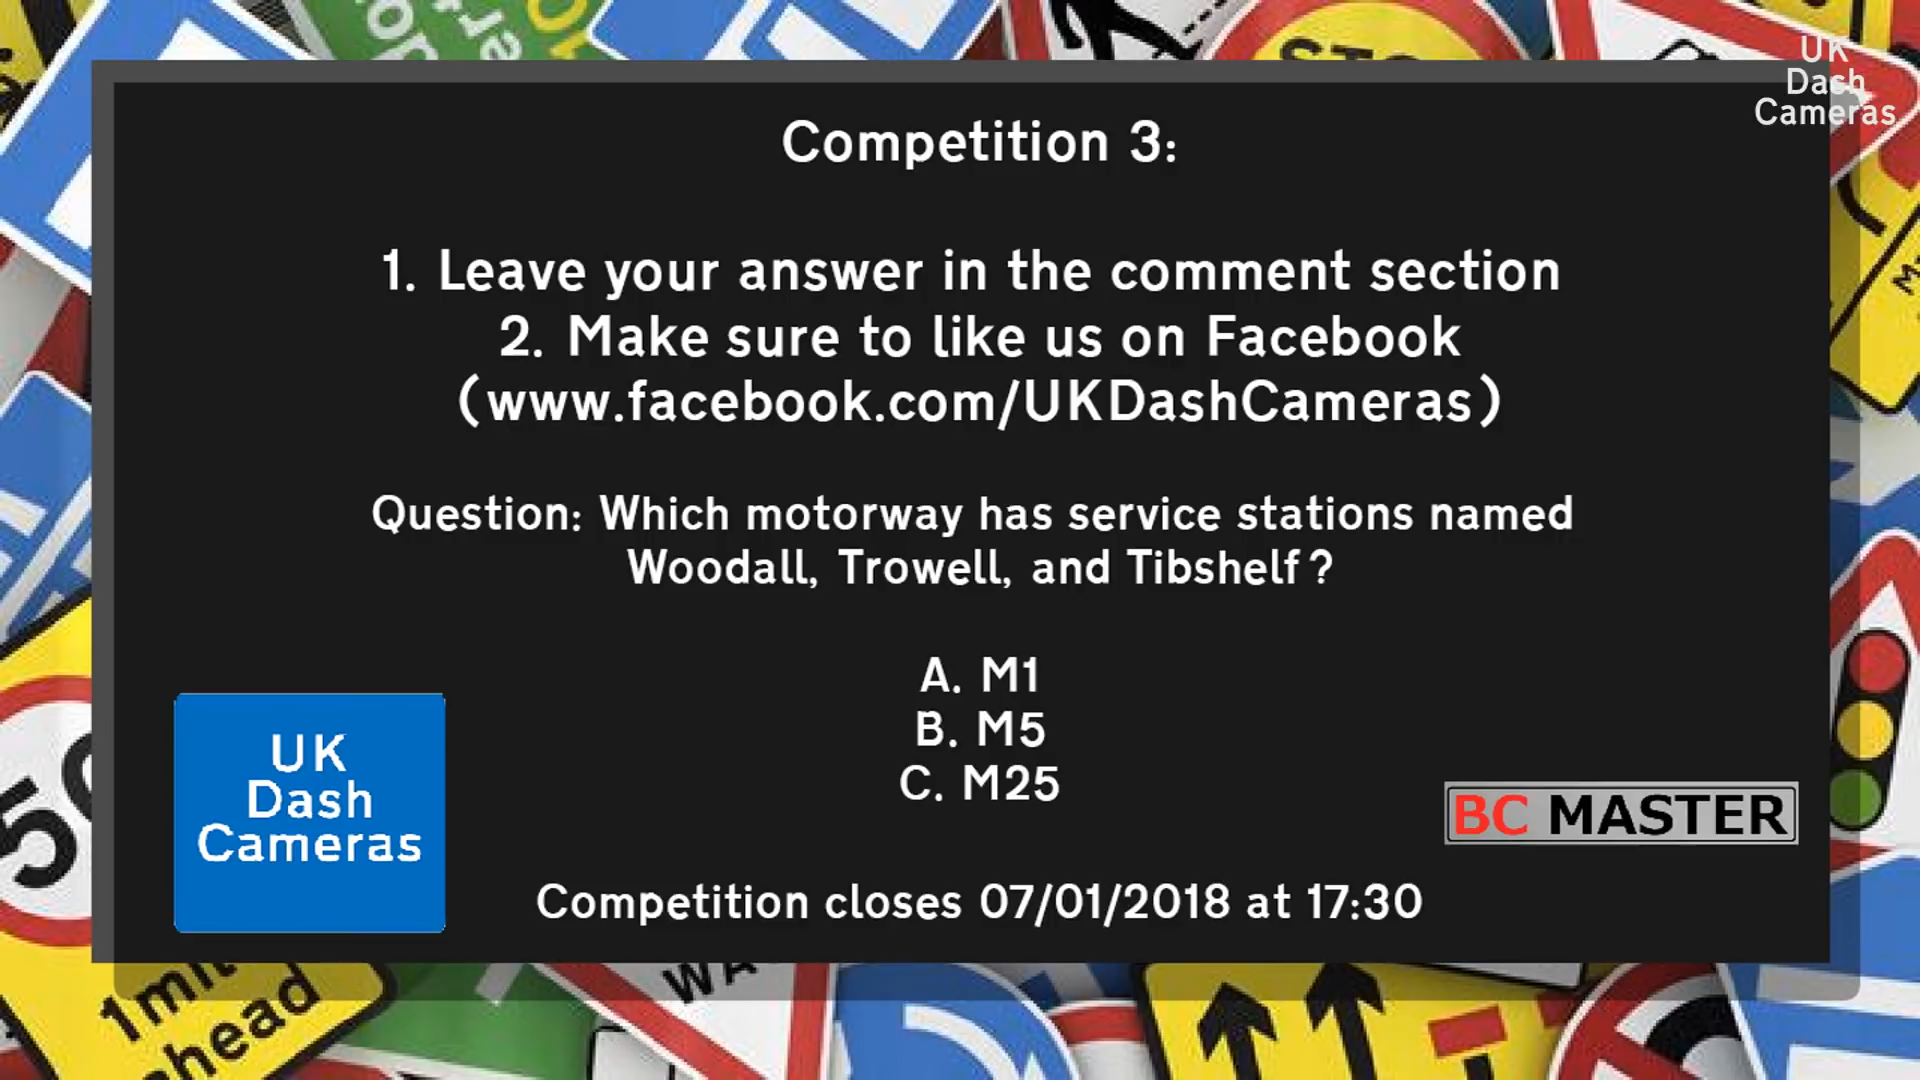 UK
Dash
Cameras
Competition 3:
1. Leave your answer in the comment section
2. Make sure to like us on Facebook
(www.facebook.com/UKDashCameras)
Question: Which motorway has service stations named
Woodall, Trowell, and Tibshelf?
A. M1
B. M5
C. M25
UK
Dash
Cameras
BC MASTER
Competition closes 07/01/2018 at 17:30
50
ahead